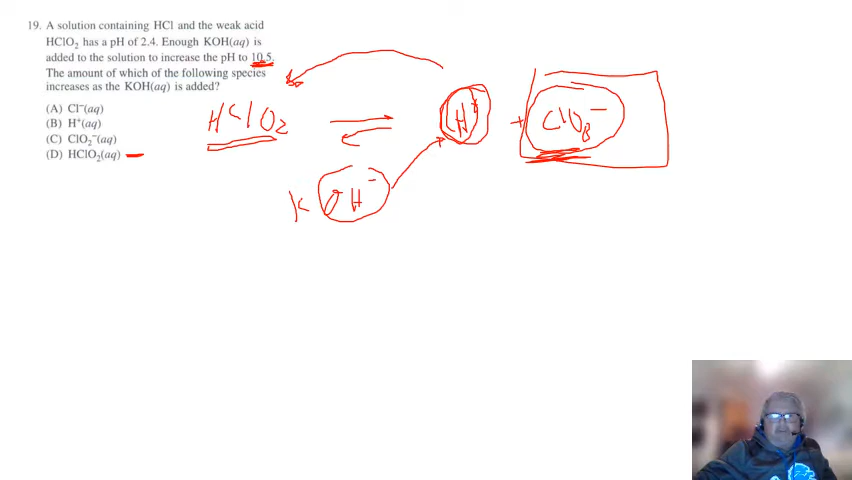 19. A solution containing HCl and the weak acid
HClO₂ has a pH of 2.4. Enough KOH(aq) is
added to the solution to increase the pH to 10.5.
The amount of which of the following species
increases as the KOH(aq) is added?
(A) Cl⁻(aq)
(B) H⁺(aq)
(C) ClO₂⁻(aq)
(D) HClO₂(aq)
HClO₂ ⇌ H⁺ + ClO₂⁻
KOH⁻